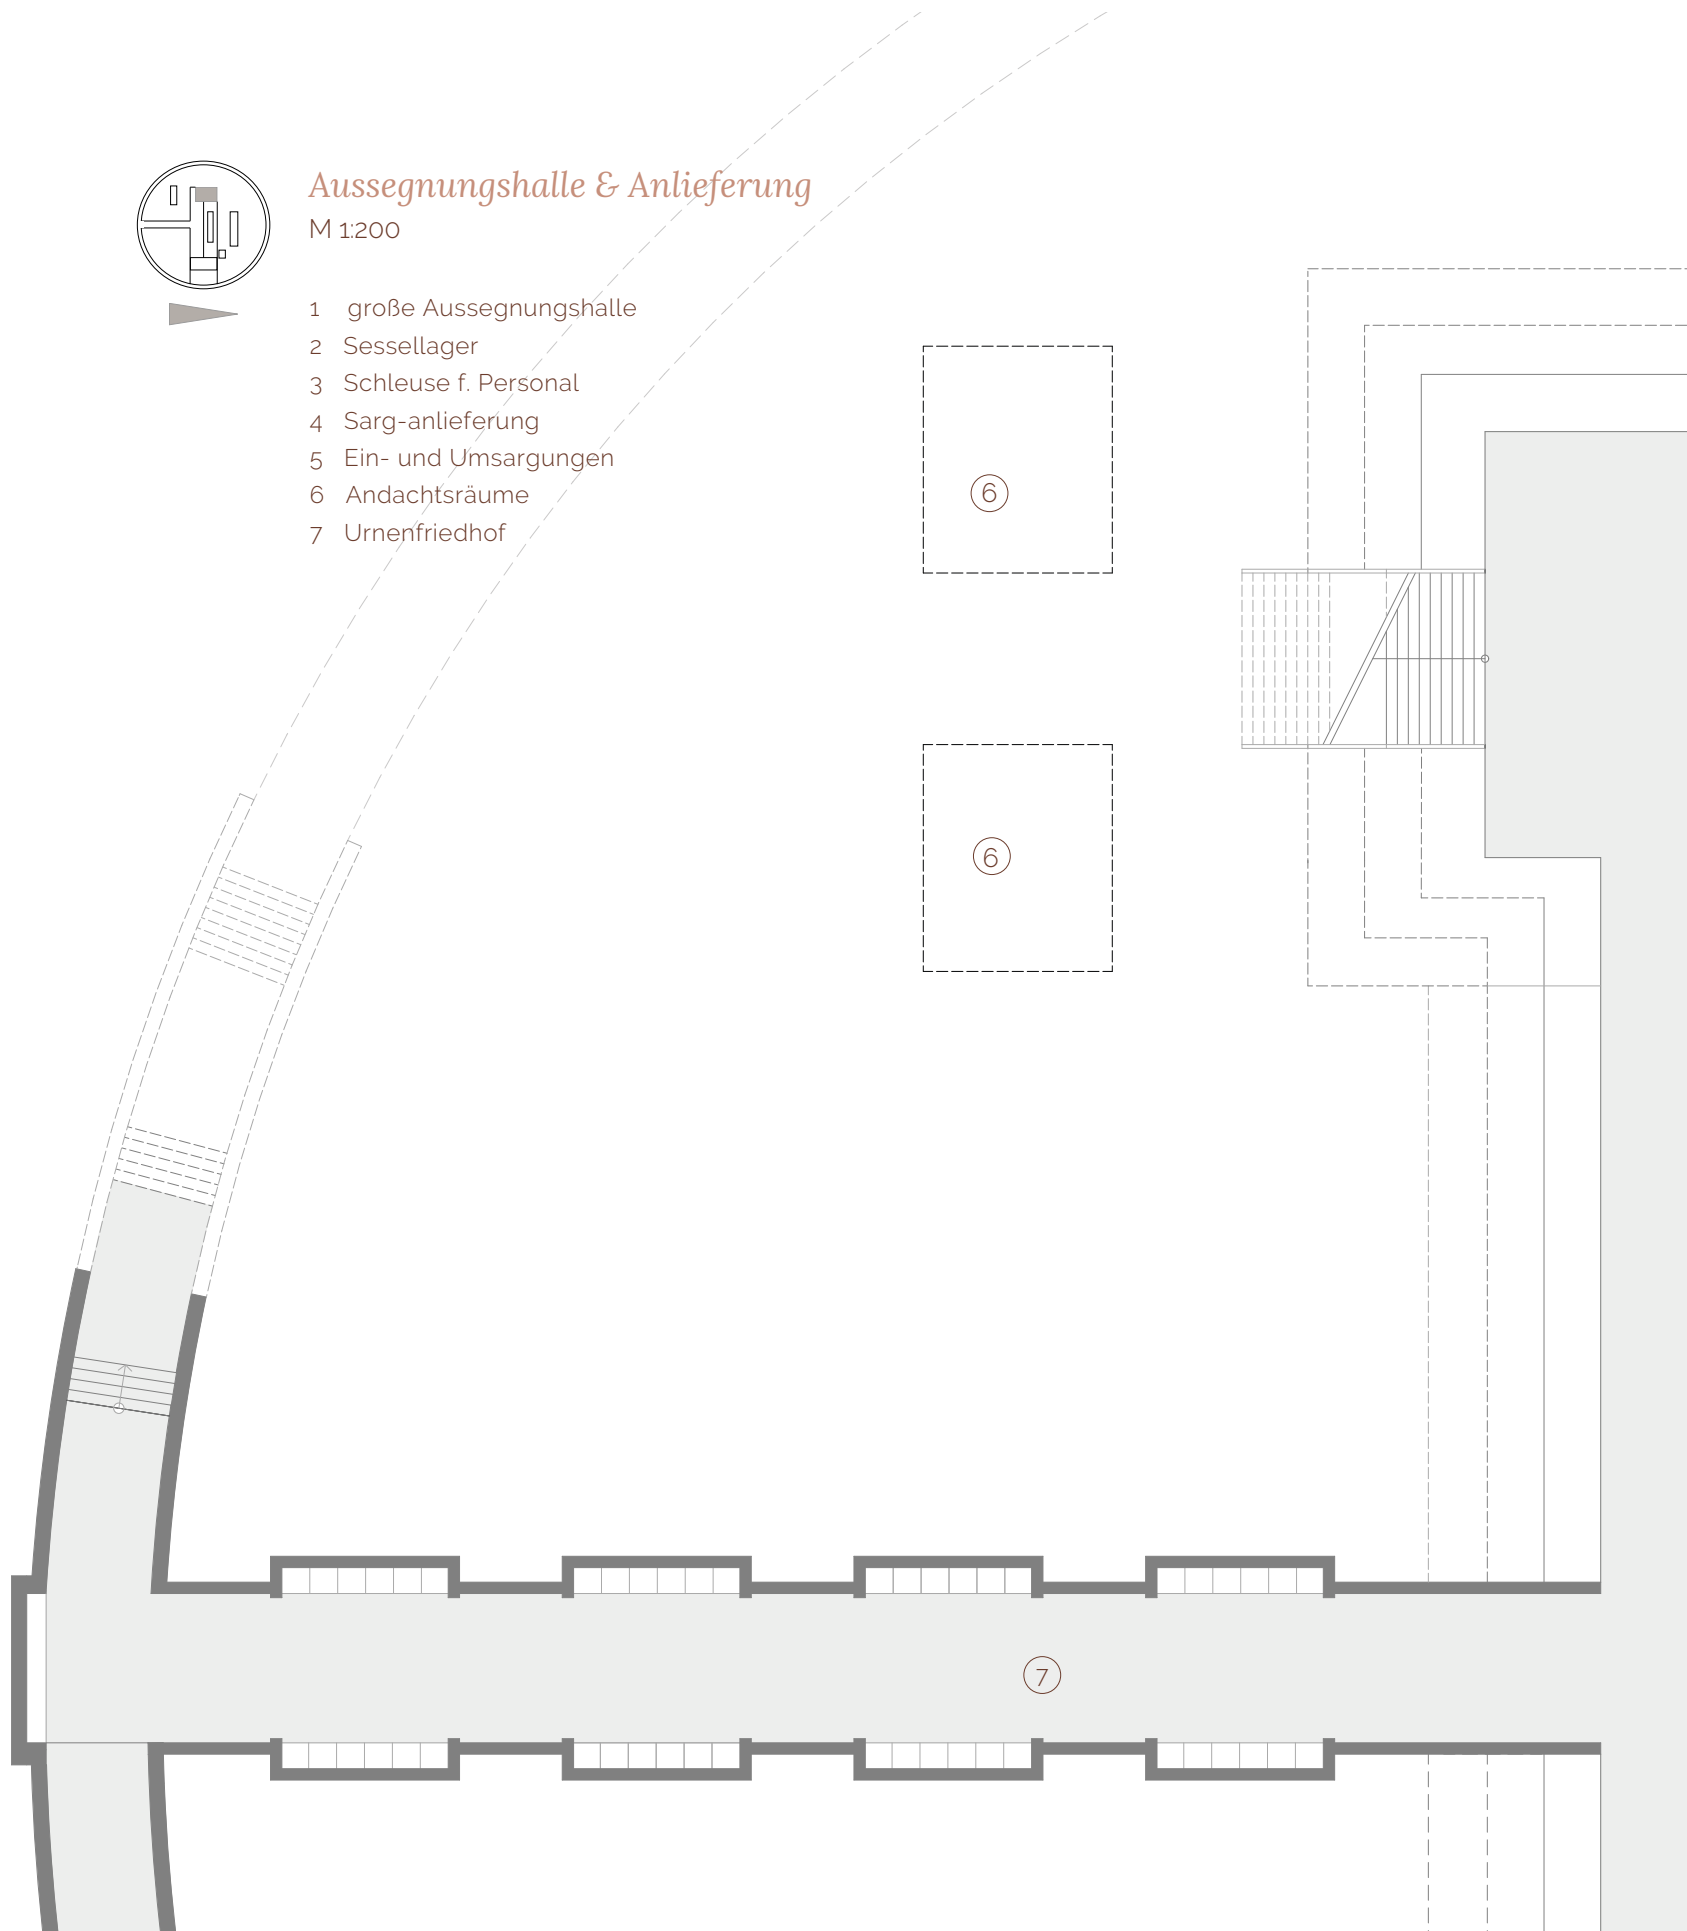 Aussegnungshalle & Anlieferung
M 1:200
1 große Aussegnungshalle
2 Sessellager
3 Schleuse f. Personal
4 Sarg-anlieferung
5 Ein- und Umsargungen
6 Andachtsräume
7 Urnenfriedhof
6
6
7